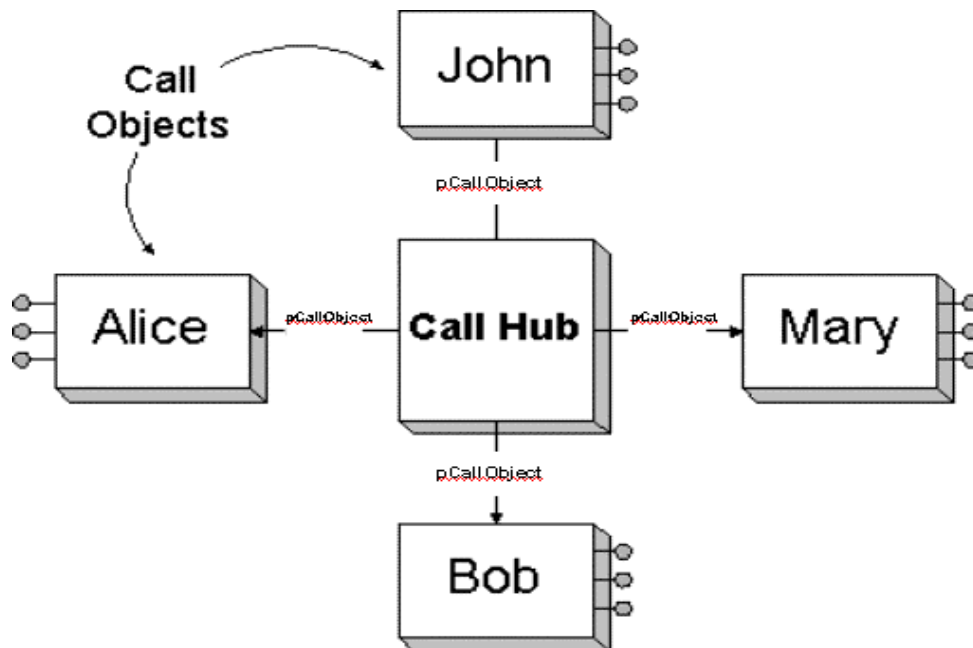 John
Call
Objects
pCallObject
Alice
pCallObject
Call Hub
pCallObject
Mary
pCallObject
Bob